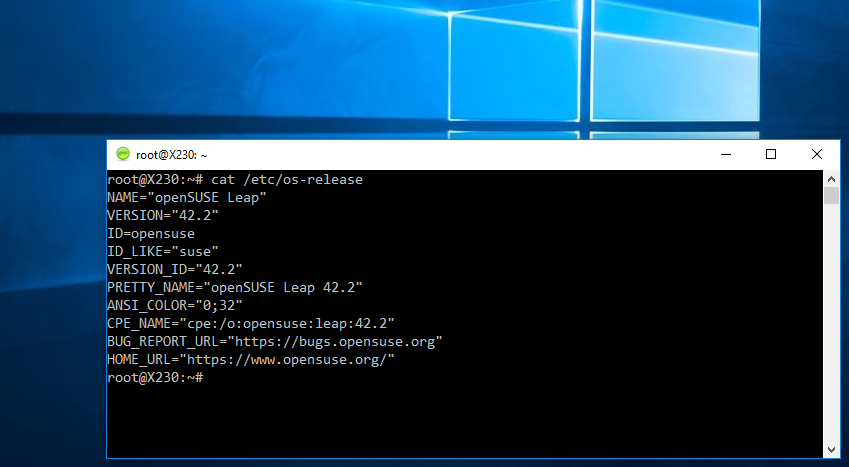 root@X230: ~
root@X230:~# cat /etc/os-release
NAME="openSUSE Leap"
VERSION="42.2"
ID=opensuse
ID_LIKE="suse"
VERSION_ID="42.2"
PRETTY_NAME="openSUSE Leap 42.2"
ANSI_COLOR="0;32"
CPE_NAME="cpe:/o:opensuse:leap:42.2"
BUG_REPORT_URL="https://bugs.opensuse.org"
HOME_URL="https://www.opensuse.org/"
root@X230:~#